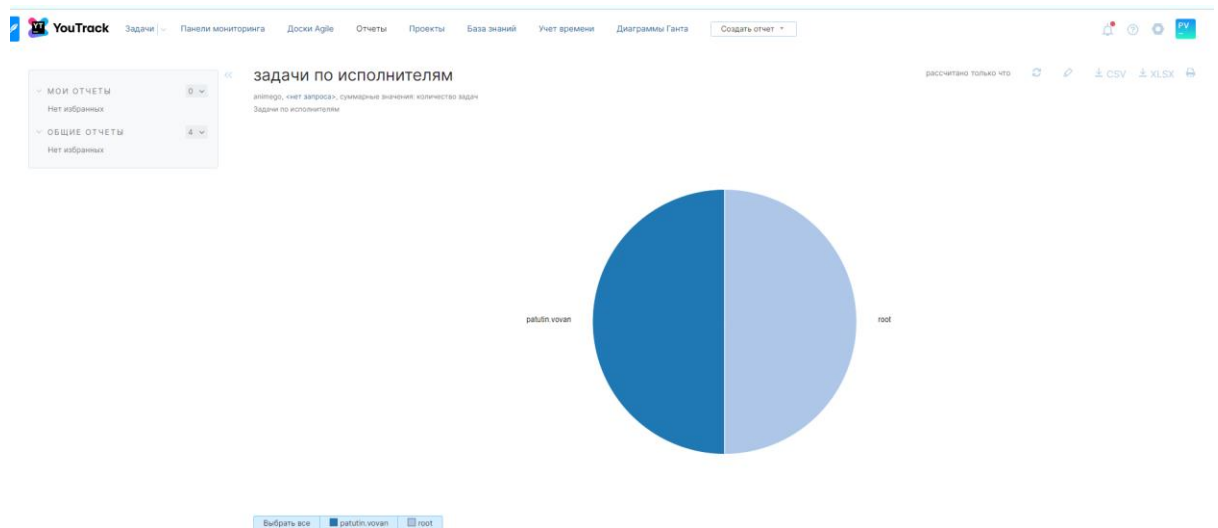 YT YouTrack Задачи Панели мониторинга Доски Agile Отчеты Проекты База знаний Учет времени Диаграммы Ганта Создать отчет PV
МОИ ОТЧЕТЫ 0
Нет избранных
ОБЩИЕ ОТЧЕТЫ 4
Нет избранных
задачи по исполнителям
рассчитано только что CSV XLSX
animego, <нет запроса>, суммарные значения: количество задач
Задачи по исполнителям
patutin.vovan root
Выбрать все patutin.vovan root